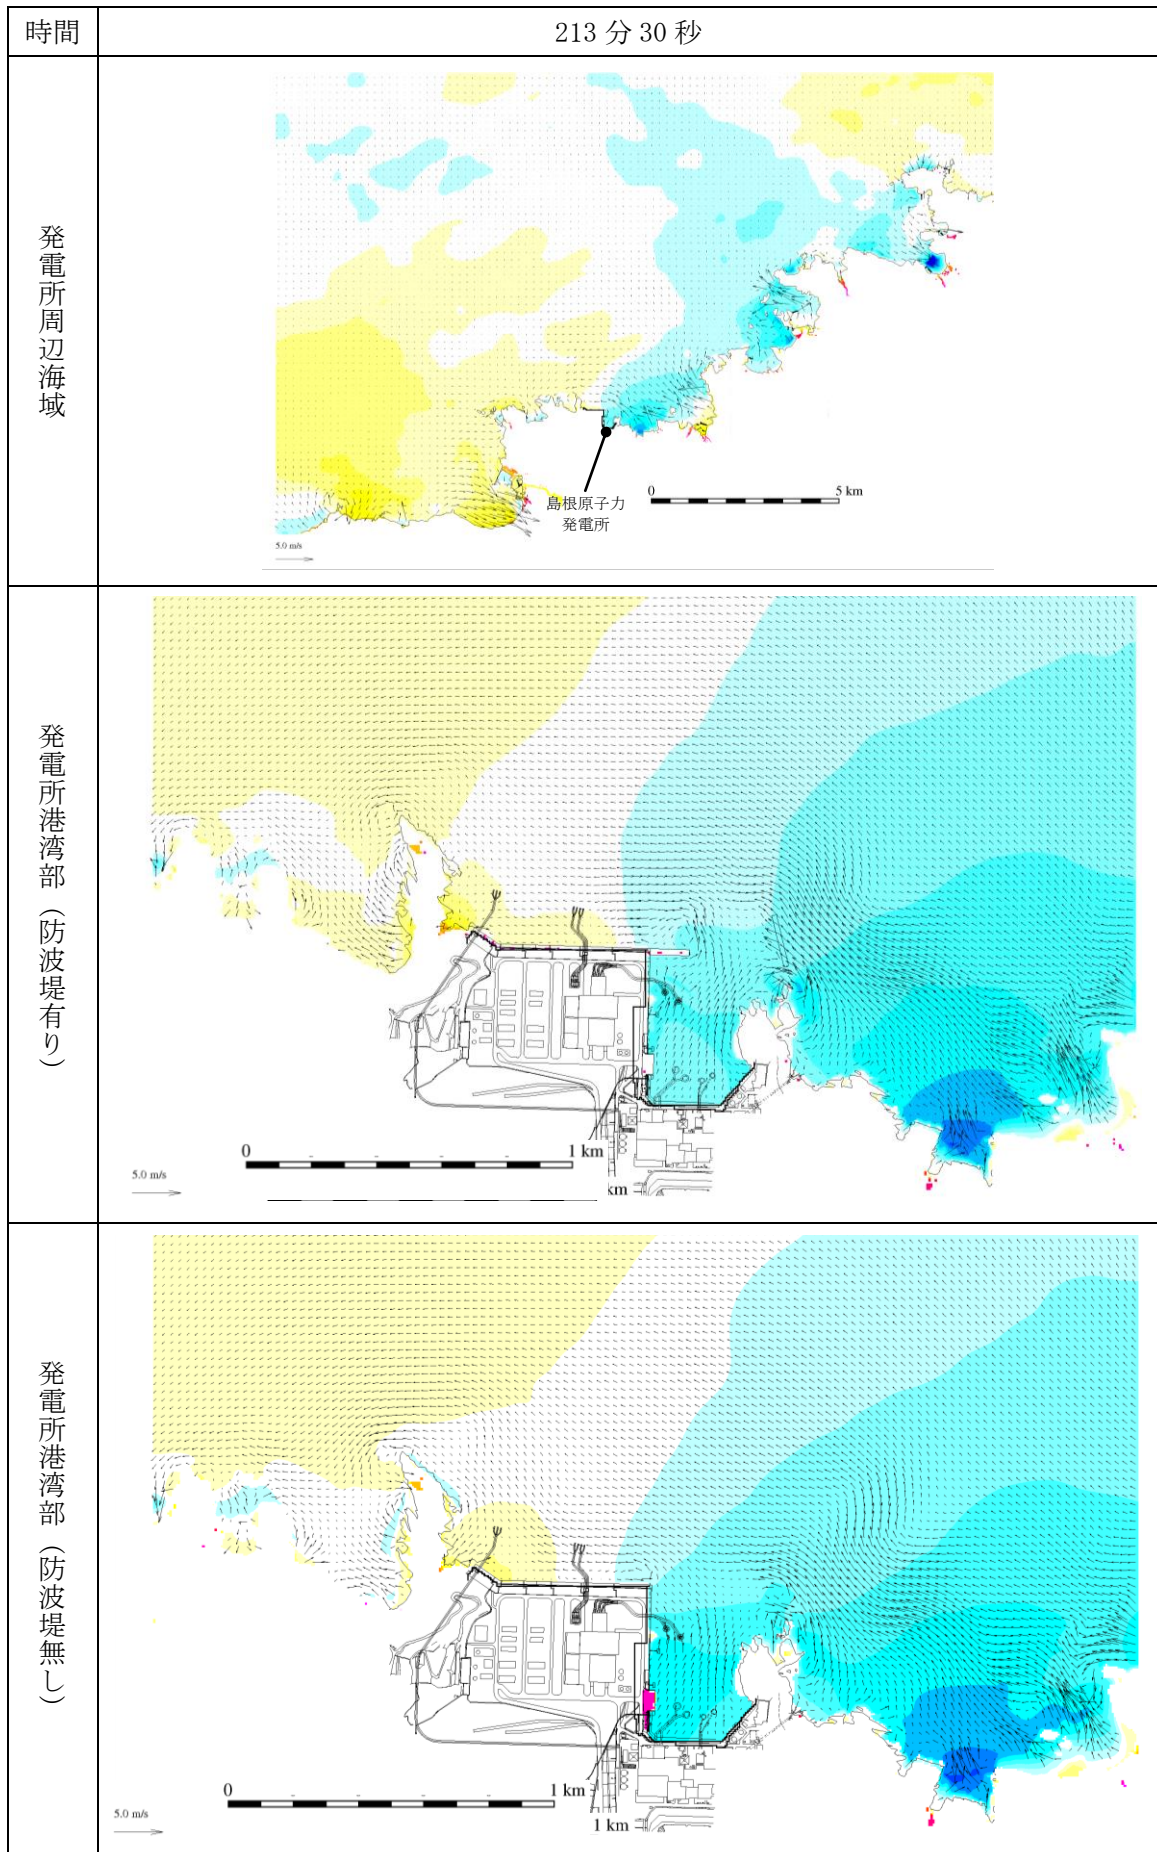 時間
213 分 30 秒
発電所周辺海域
島根原子力
発電所
0
5 km
5.0 m/s
発電所港湾部（防波堤有り）
0
1 km
km
5.0 m/s
発電所港湾部（防波堤無し）
0
1 km
1 km
5.0 m/s